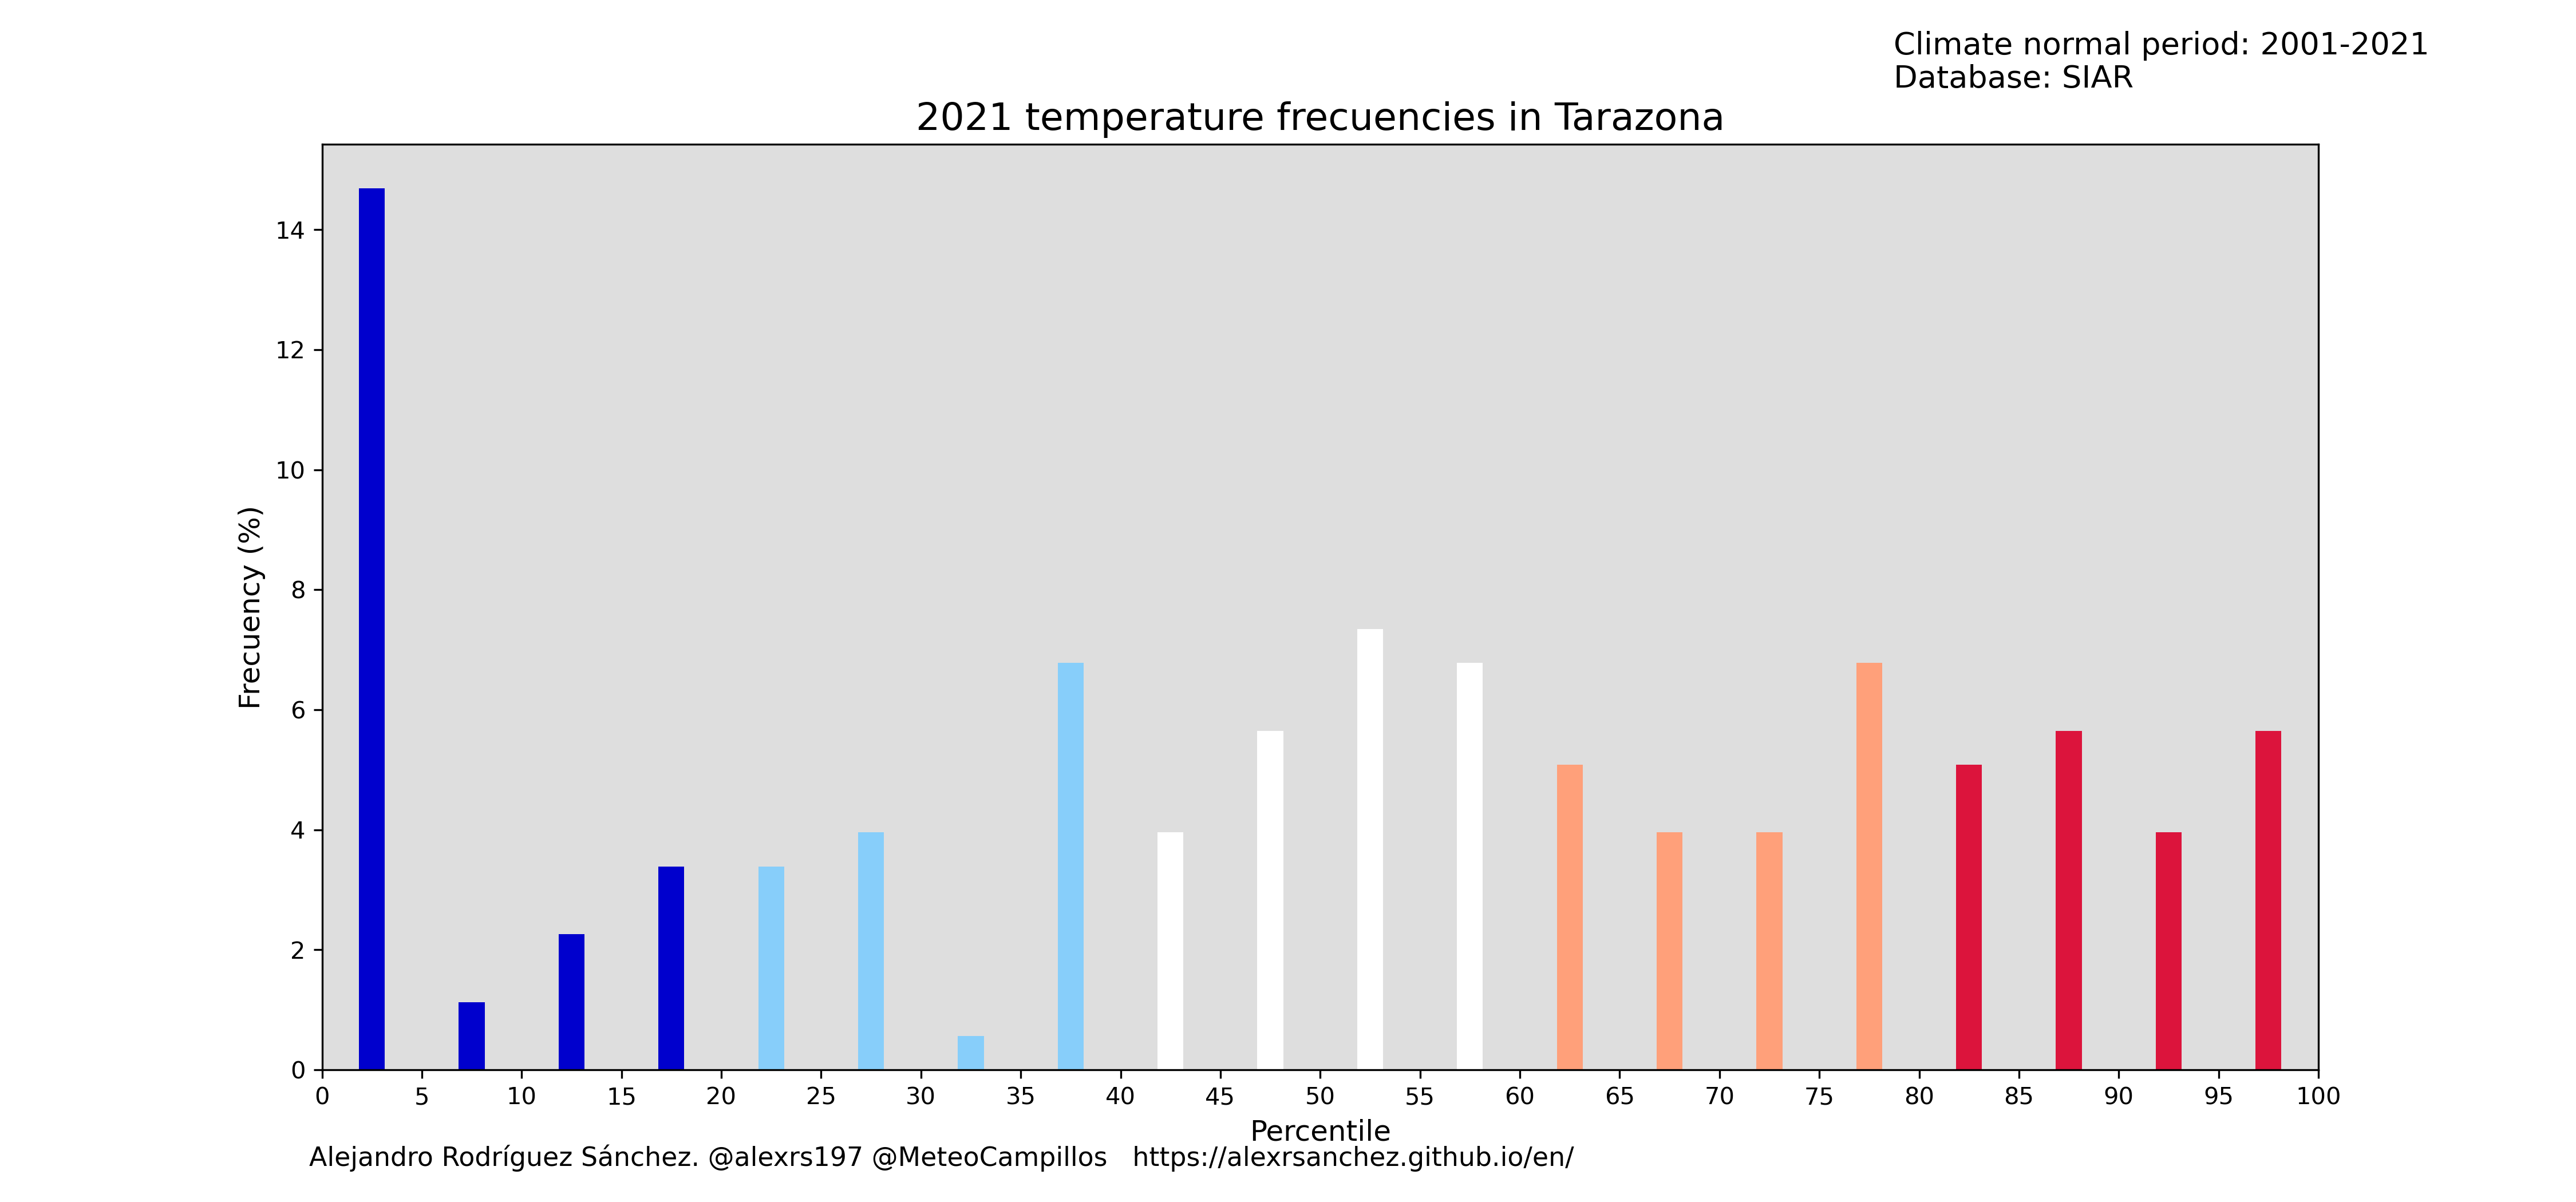 Climate normal period: 2001-2021
Database: SIAR
2021 temperature frecuencies in Tarazona
Frecuency (%)
14
12
10
8
6
4
2
0
0 5 10 15 20 25 30 35 40 45 50 55 60 65 70 75 80 85 90 95 100
Percentile
Alejandro Rodríguez Sánchez. @alexrs197 @MeteoCampillos https://alexrsanchez.github.io/en/